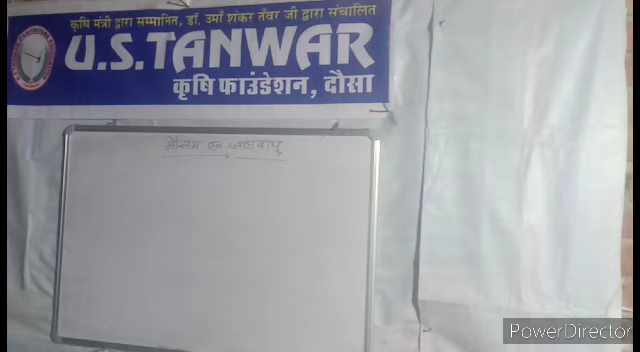 कृषि मंत्री द्वारा सम्मानित, डॉ. उमाँ शंकर तँवर जी द्वारा संचालित
U.S.TANWAR
कृषि फाउंडेशन, दौसा
मौसम एवं जलवायु
PowerDirector